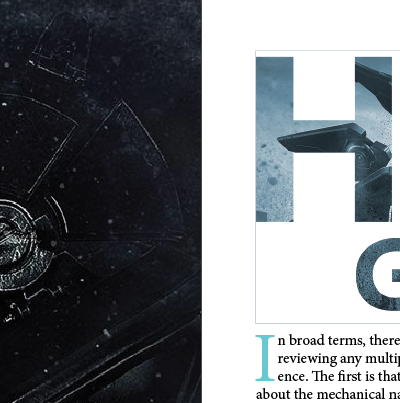 H
G
In broad terms, there
reviewing any multip
ence. The first is that
about the mechanical na